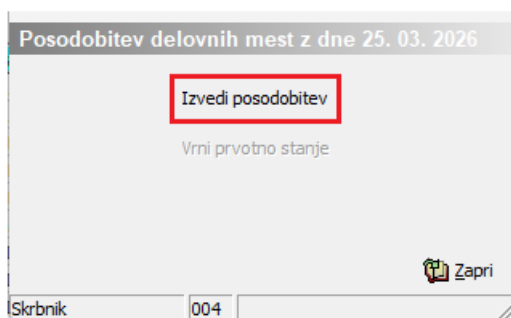 Posodobitev delovnih mest z dne 25. 03. 2026
Izvedi posodobitev
Vrni prvotno stanje
Zapri
Skrbnik 004